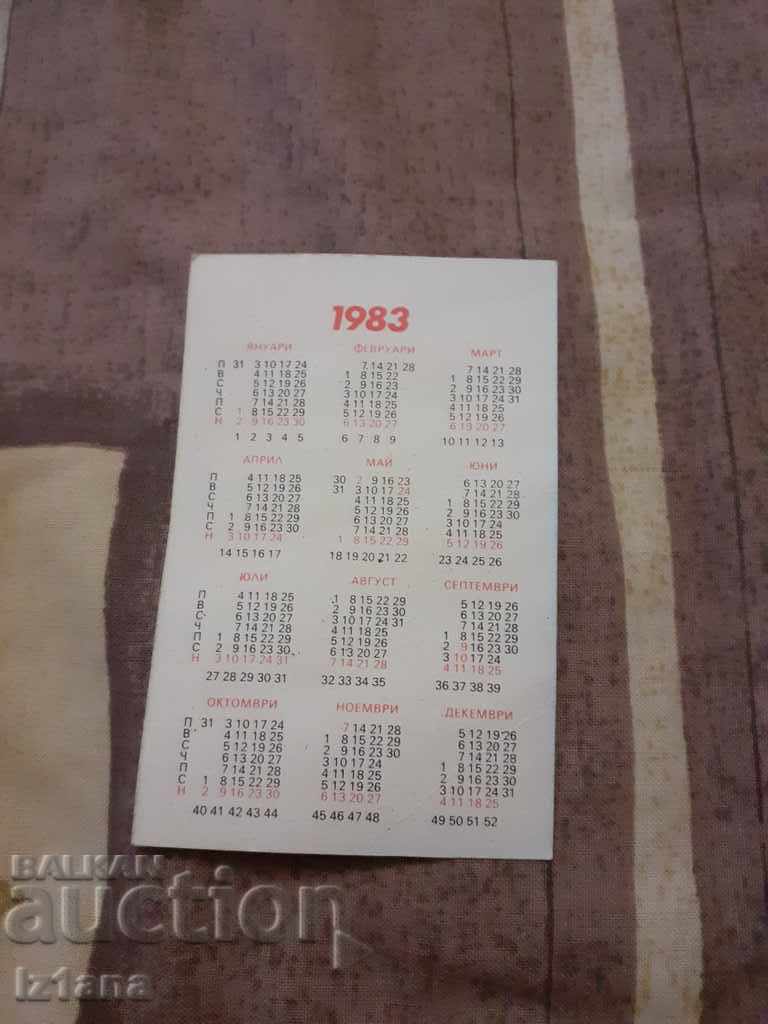 1983
ЯНУАРИ ФЕВРУАРИ МАРТ
П 31 3 10 17 24 7 14 21 28 7 14 21 28
В 4 11 18 25 1 8 15 22 1 8 15 22 29
С 5 12 19 26 2 9 16 23 2 9 16 23 30
Ч 6 13 20 27 3 10 17 24 3 10 17 24 31
П 7 14 21 28 4 11 18 25 4 11 18 25
С 1 8 15 22 29 5 12 19 26 5 12 19 26
Н 2 9 16 23 30 6 13 20 27 6 13 20 27
1 2 3 4 5 6 7 8 9 10 11 12 13
АПРИЛ МАЙ ЮНИ
П 4 11 18 25 30 2 9 16 23 6 13 20 27
В 5 12 19 26 31 3 10 17 24 7 14 21 28
С 6 13 20 27 4 11 18 25 1 8 15 22 29
Ч 7 14 21 28 5 12 19 26 2 9 16 23 30
П 1 8 15 22 29 6 13 20 27 3 10 17 24
С 2 9 16 23 30 7 14 21 28 4 11 18 25
Н 3 10 17 24 1 8 15 22 29 5 12 19 26
14 15 16 17 18 19 20 21 22 23 24 25 26
ЮЛИ АВГУСТ СЕПТЕМВРИ
П 4 11 18 25 1 8 15 22 29 5 12 19 26
В 5 12 19 26 2 9 16 23 30 6 13 20 27
С 6 13 20 27 3 10 17 24 31 7 14 21 28
Ч 7 14 21 28 4 11 18 25 1 8 15 22 29
П 1 8 15 22 29 5 12 19 26 2 9 16 23 30
С 2 9 16 23 30 6 13 20 27 3 10 17 24
Н 3 10 17 24 31 7 14 21 28 4 11 18 25
27 28 29 30 31 32 33 34 35 36 37 38 39
ОКТОМВРИ НОЕМВРИ ДЕКЕМВРИ
П 31 3 10 17 24 7 14 21 28 5 12 19 26
В 4 11 18 25 1 8 15 22 29 6 13 20 27
С 5 12 19 26 2 9 16 23 30 7 14 21 28
Ч 6 13 20 27 3 10 17 24 1 8 15 22 29
П 7 14 21 28 4 11 18 25 2 9 16 23 30
С 1 8 15 22 29 5 12 19 26 3 10 17 24 31
Н 2 9 16 23 30 6 13 20 27 4 11 18 25
40 41 42 43 44 45 46 47 48 49 50 51 52
BALKAN
auction
Iz1ana